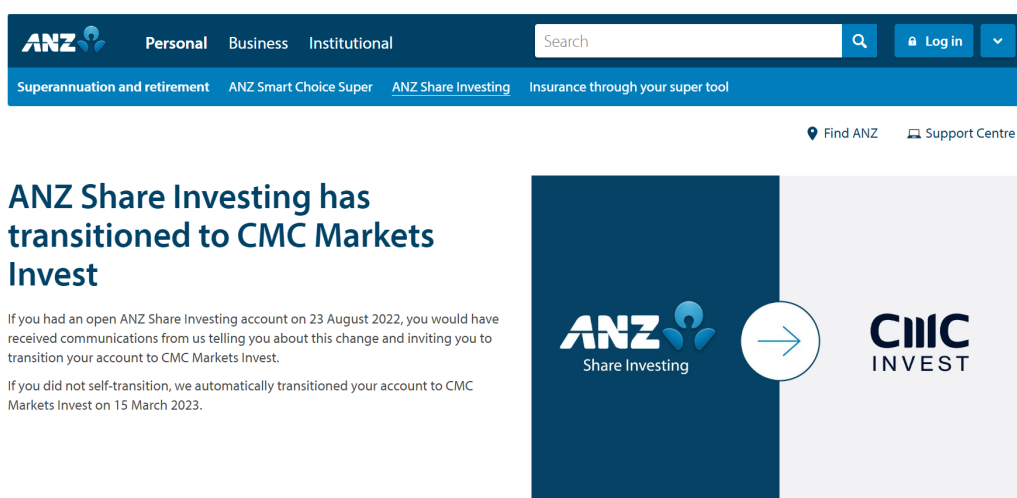 ANZ Personal Business Institutional Search Log in
Superannuation and retirement ANZ Smart Choice Super ANZ Share Investing Insurance through your super tool
Find ANZ Support Centre
ANZ Share Investing has
transitioned to CMC Markets
Invest
If you had an open ANZ Share Investing account on 23 August 2022, you would have
received communications from us telling you about this change and inviting you to
transition your account to CMC Markets Invest.
If you did not self-transition, we automatically transitioned your account to CMC
Markets Invest on 15 March 2023.
ANZ
Share Investing
CMC
INVEST